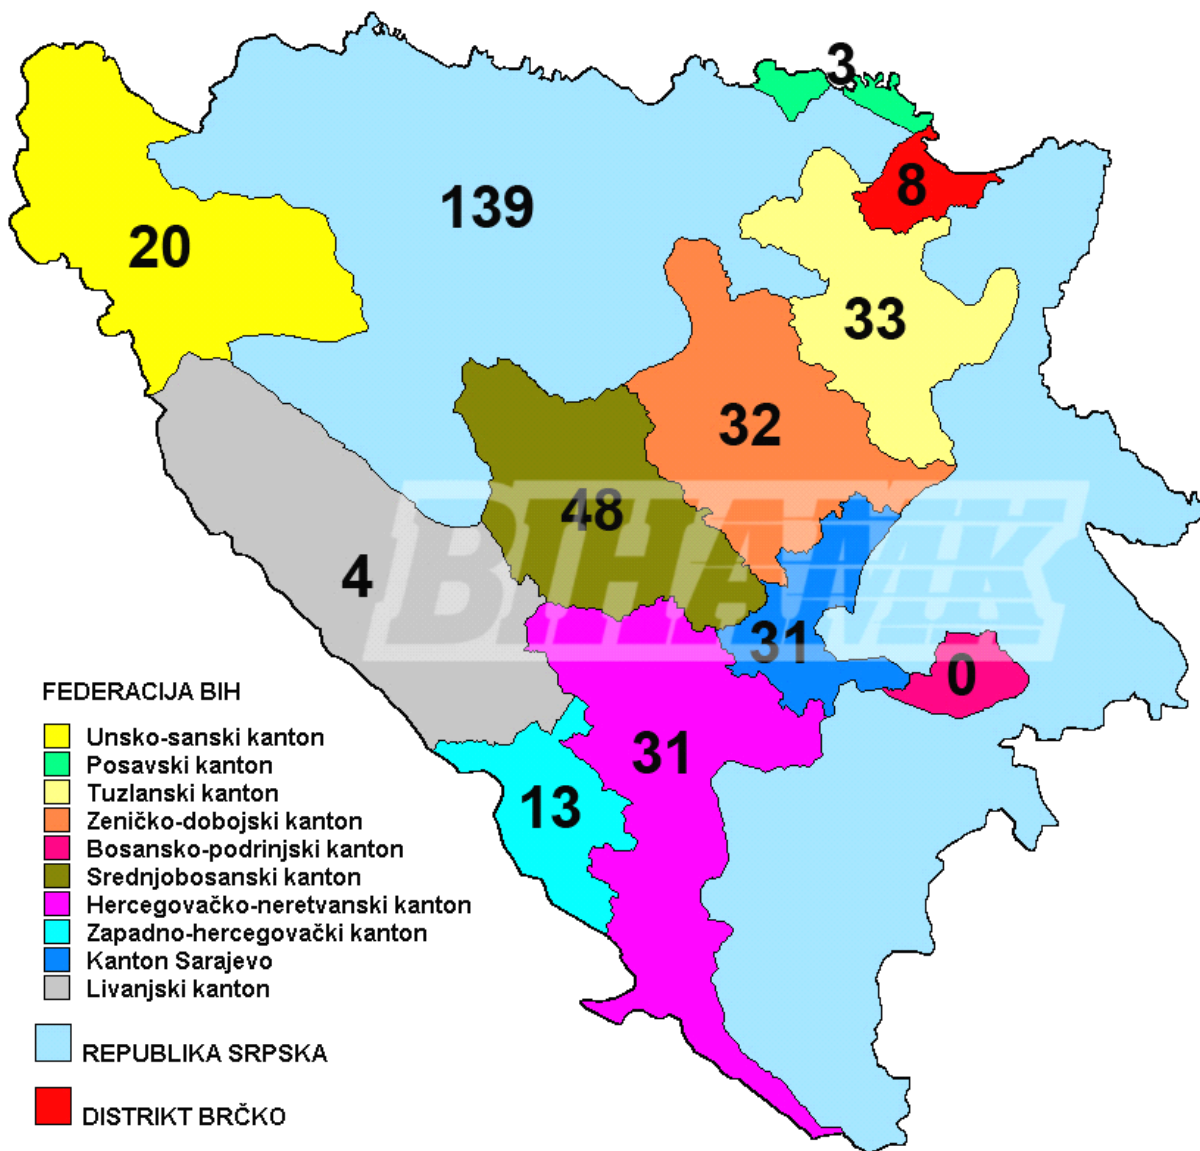 3
8
139
20
33
32
48
BIHAMK
4
31
0
31
13
FEDERACIJA BIH
Unsko-sanski kanton
Posavski kanton
Tuzlanski kanton
Zeničko-dobojski kanton
Bosansko-podrinjski kanton
Srednjobosanski kanton
Hercegovačko-neretvanski kanton
Zapadno-hercegovački kanton
Kanton Sarajevo
Livanjski kanton
REPUBLIKA SRPSKA
DISTRIKT BRČKO